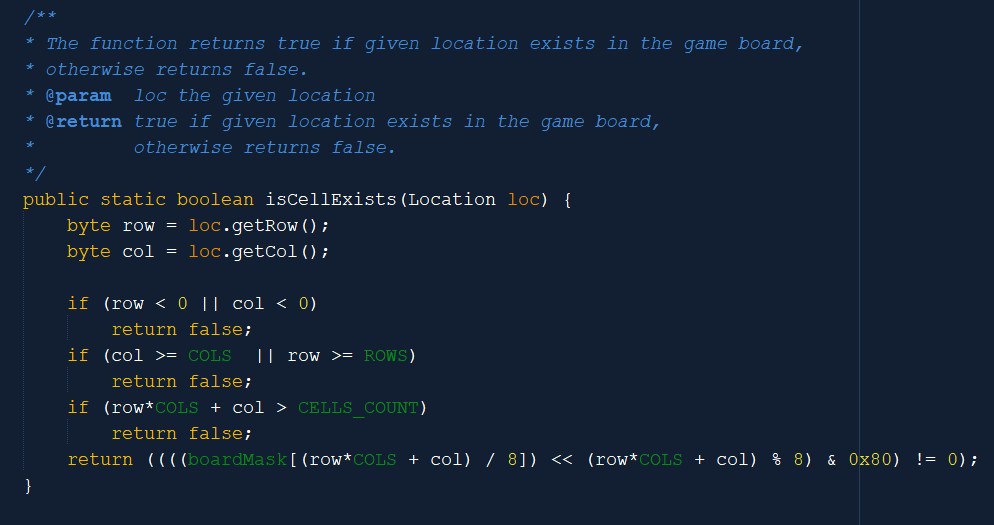 /**
* The function returns true if given location exists in the game board,
* otherwise returns false.
* @param  loc the given location
* @return true if given location exists in the game board,
*         otherwise returns false.
*/
public static boolean isCellExists(Location loc) {
    byte row = loc.getRow();
    byte col = loc.getCol();

    if (row < 0 || col < 0)
        return false;
    if (col >= COLS  || row >= ROWS)
        return false;
    if (row*COLS + col > CELLS_COUNT)
        return false;
    return ((((boardMask[(row*COLS + col) / 8]) << (row*COLS + col) % 8) & 0x80) != 0);
}